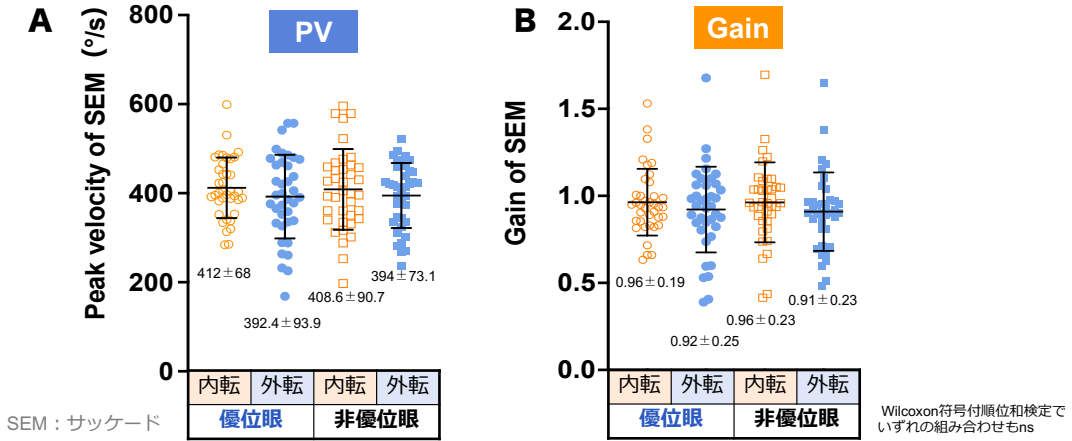 A
PV
Peak velocity of SEM (°/s)
800
600
400
200
0
412±68
392.4±93.9
408.6±90.7
394±73.1
内転 外転 内転 外転
優位眼 非優位眼
SEM：サッケード
B
Gain
Gain of SEM
2.0
1.5
1.0
0.5
0.0
0.96±0.19
0.92±0.25
0.96±0.23
0.91±0.23
内転 外転 内転 外転
優位眼 非優位眼
Wilcoxon符号付順位和検定で
いずれの組み合わせもns